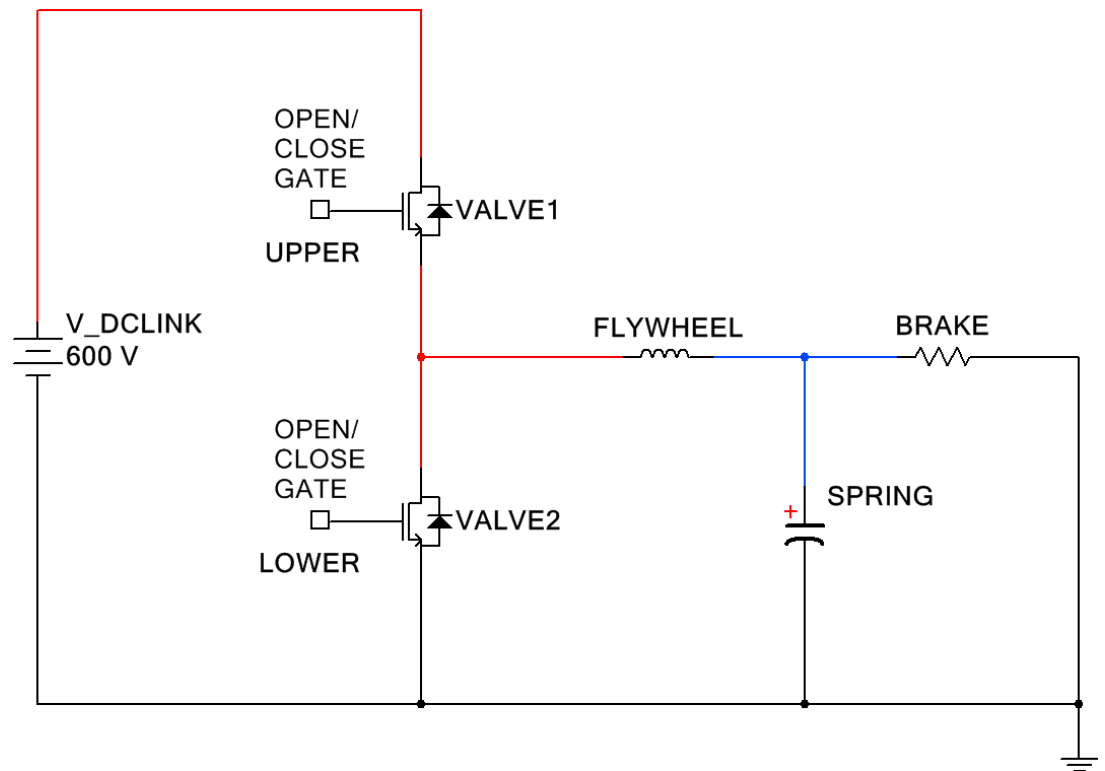 OPEN/
CLOSE
GATE
VALVE1
UPPER
V_DCLINK
600 V
FLYWHEEL
BRAKE
OPEN/
CLOSE
GATE
SPRING
+
VALVE2
LOWER